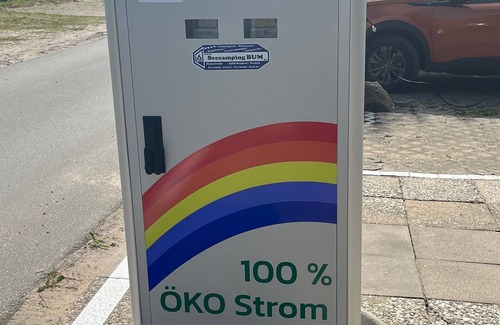 Seecamping BUM
100 %
ÖKO Strom